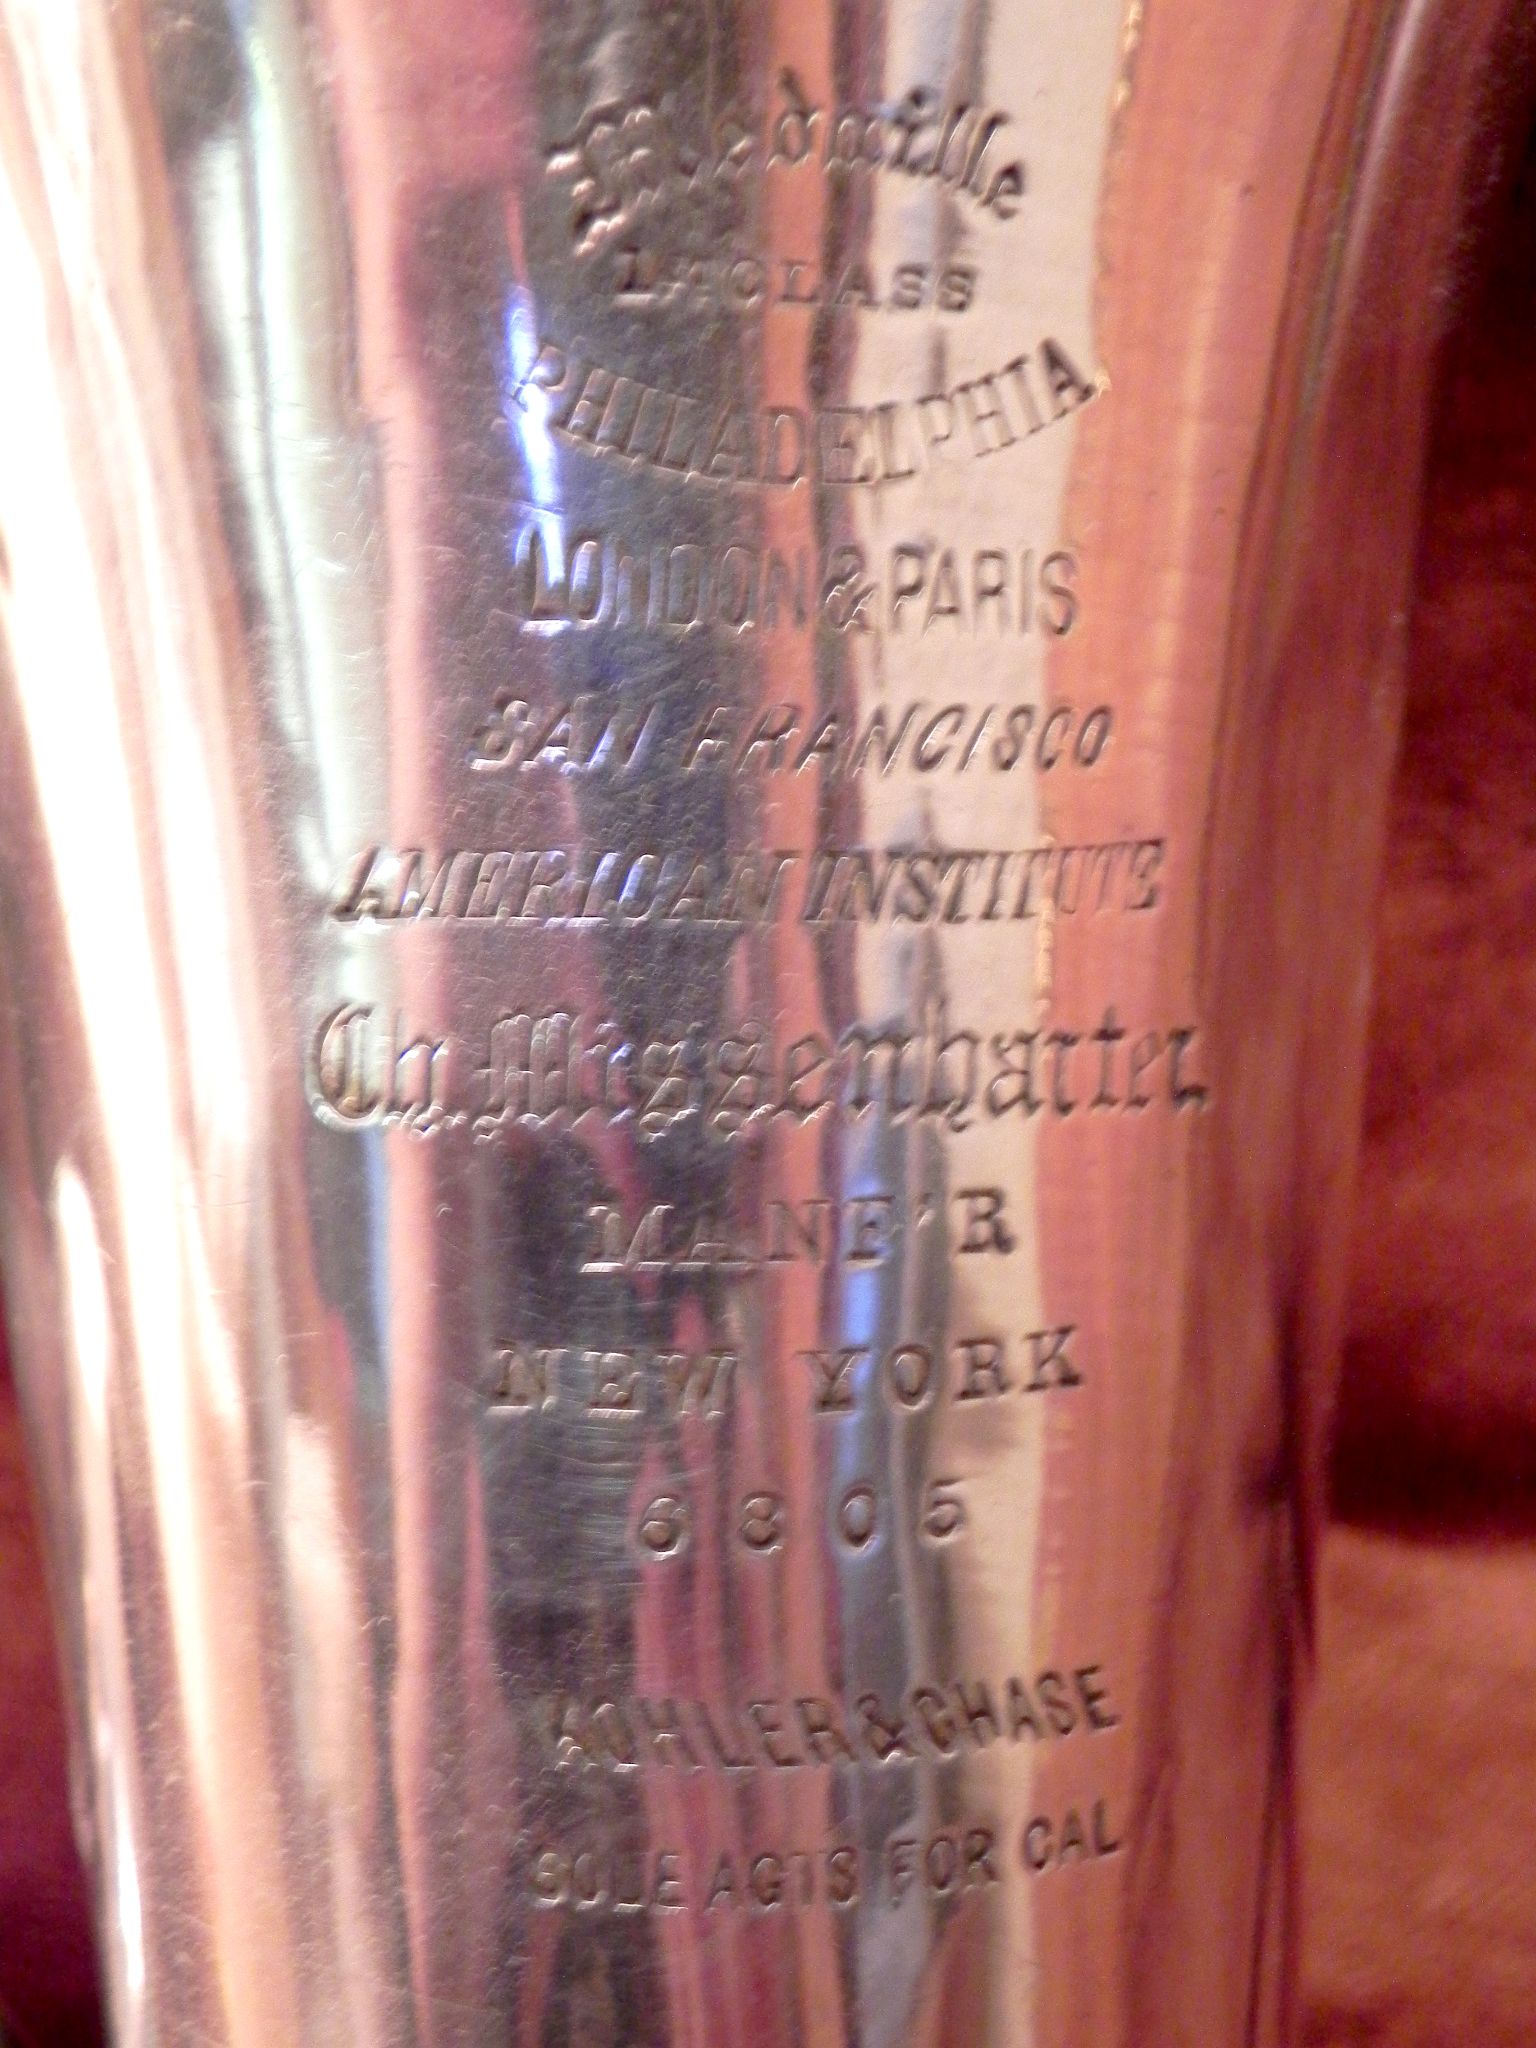 Medaille
1st CLASS
PHILADELPHIA
LONDON & PARIS
SAN FRANCISCO
AMERICAN INSTITUTE
Ch. Missenharter
MANF'R
NEW YORK
6805
KOHLER & CHASE
SOLE AGTS FOR CAL